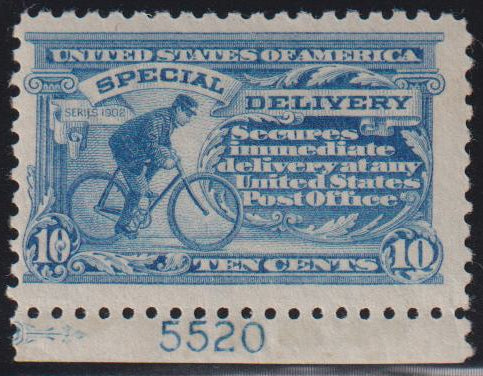 UNITED STATES OF AMERICA
SPECIAL
DELIVERY
SERIES 1902
Secures
immediate
delivery at any
United States
Post Office.
10
TEN CENTS
10
5520